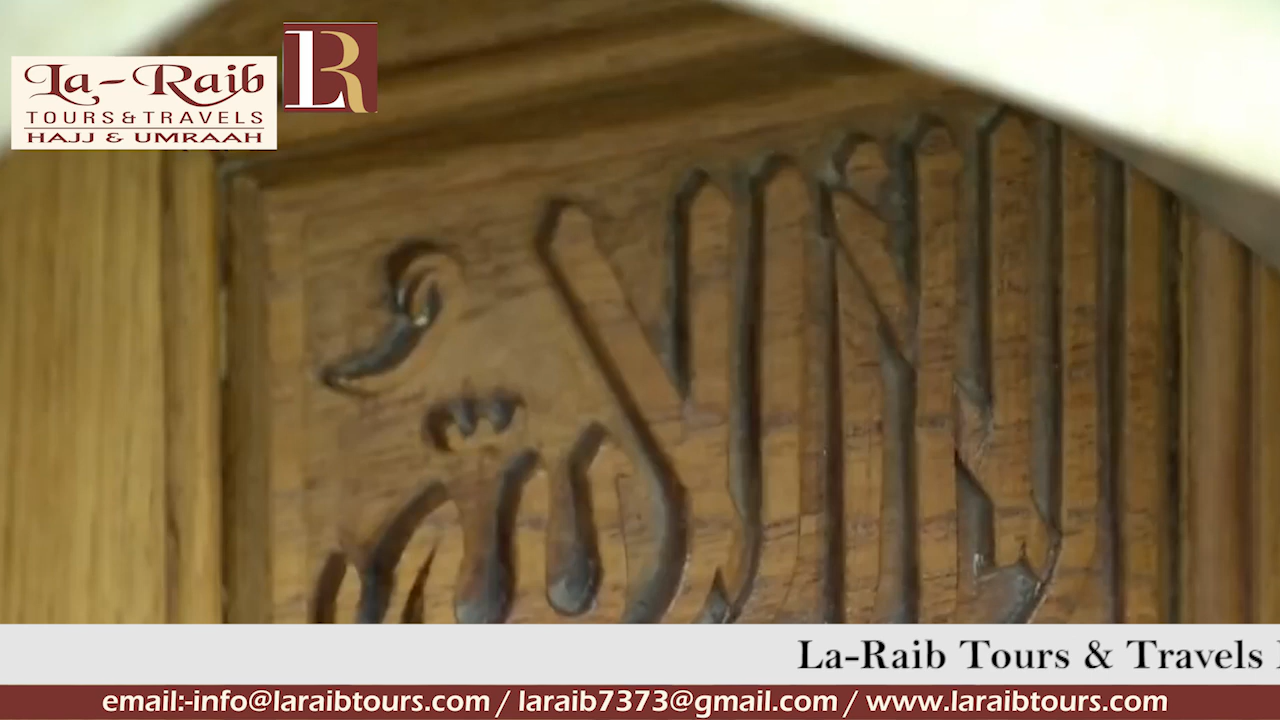 La-Raib
TOURS & TRAVELS
HAJJ & UMRAAH
LR
La-Raib Tours & Travels
email:-info@laraibtours.com / laraib7373@gmail.com / www.laraibtours.com